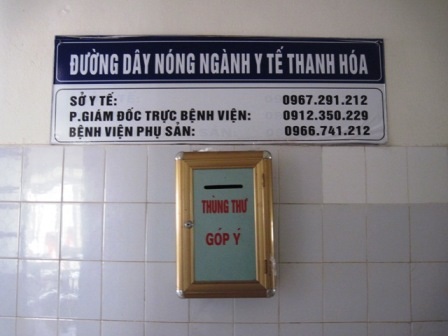 ĐƯỜNG DÂY NÓNG NGÀNH Y TẾ THANH HÓA
SỞ Y TẾ: 0967.291.212
P.GIÁM ĐỐC TRỰC BỆNH VIỆN: 0912.350.229
BỆNH VIỆN PHỤ SẢN: 0966.741.212
THÙNG THƯ
GÓP Ý